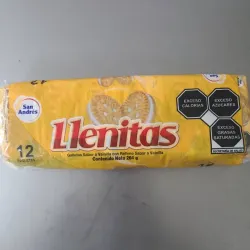 San
Andrés
EXCESO
CALORÍAS
EXCESO
AZÚCARES
EXCESO
GRASAS
SATURADAS
Llenitas
12
Galletas Sabor a Vainilla con Relleno Sabor a Vainilla
Contenido Neto 264 g